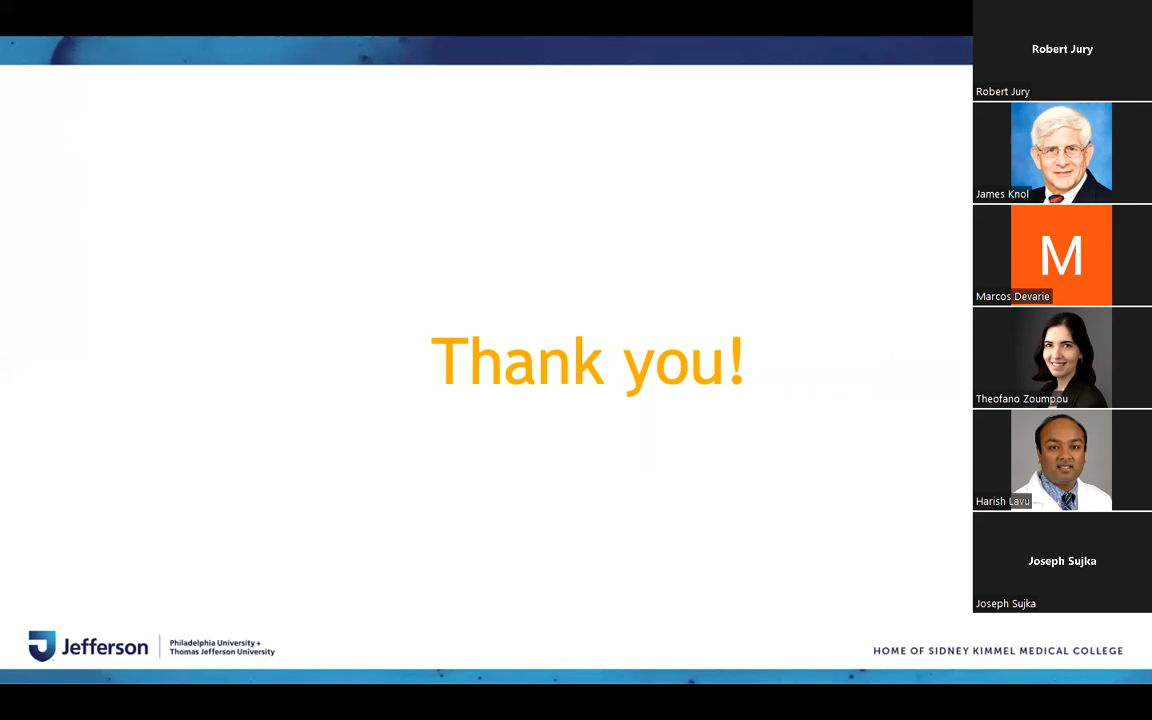 Thank you!
Jefferson
Philadelphia University +
Thomas Jefferson University
HOME OF SIDNEY KIMMEL MEDICAL COLLEGE
Robert Jury
Robert Jury
James Knol
M
Marcos Devarie
Theofano Zoumpou
Harish Lavu
Joseph Sujka
Joseph Sujka